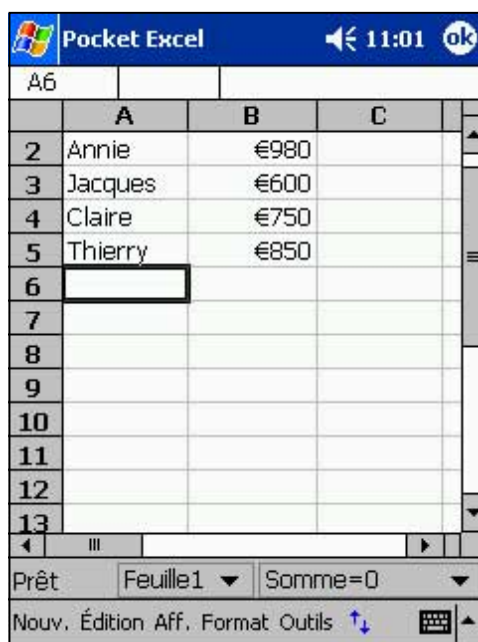 Pocket Excel 11:01 ok
A6
A B C
2 Annie €980
3 Jacques €600
4 Claire €750
5 Thierry €850
6
7
8
9
10
11
12
13
Prêt Feuille1 Somme=0
Nouv. Édition Aff. Format Outils